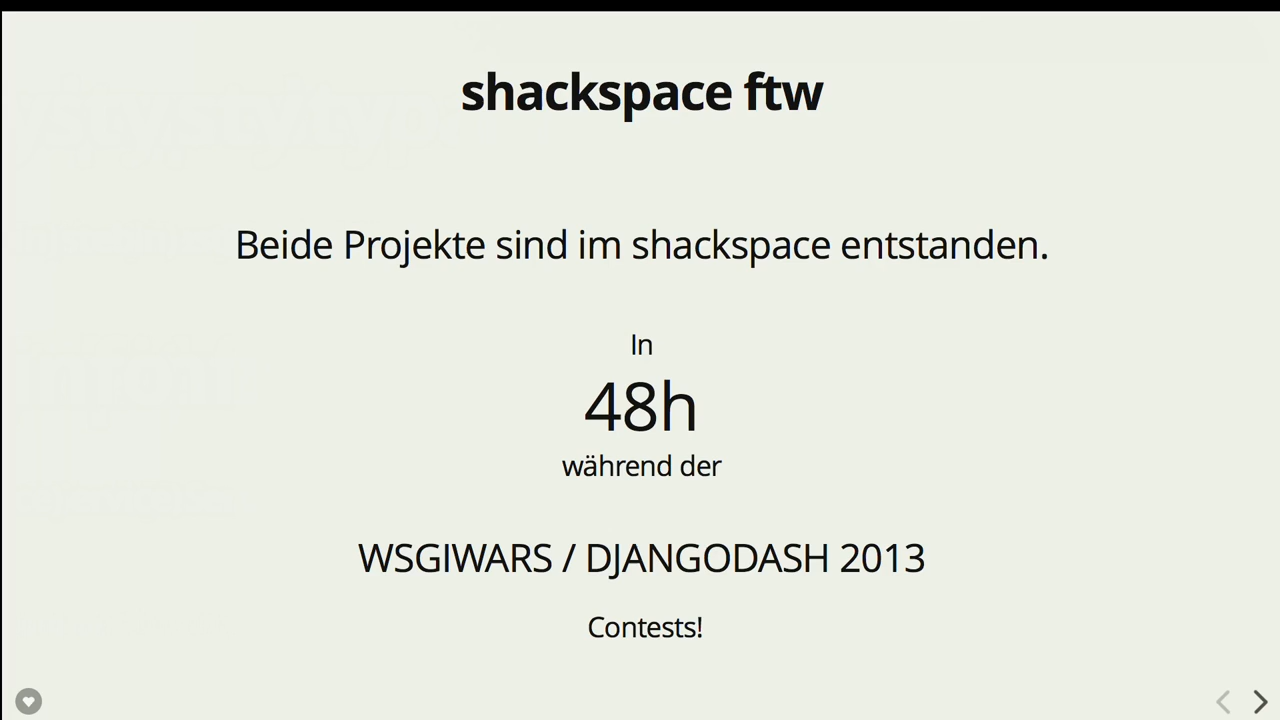 shackspace ftw
Beide Projekte sind im shackspace entstanden.
In
48h
während der
WSGIWARS / DJANGODASH 2013
Contests!